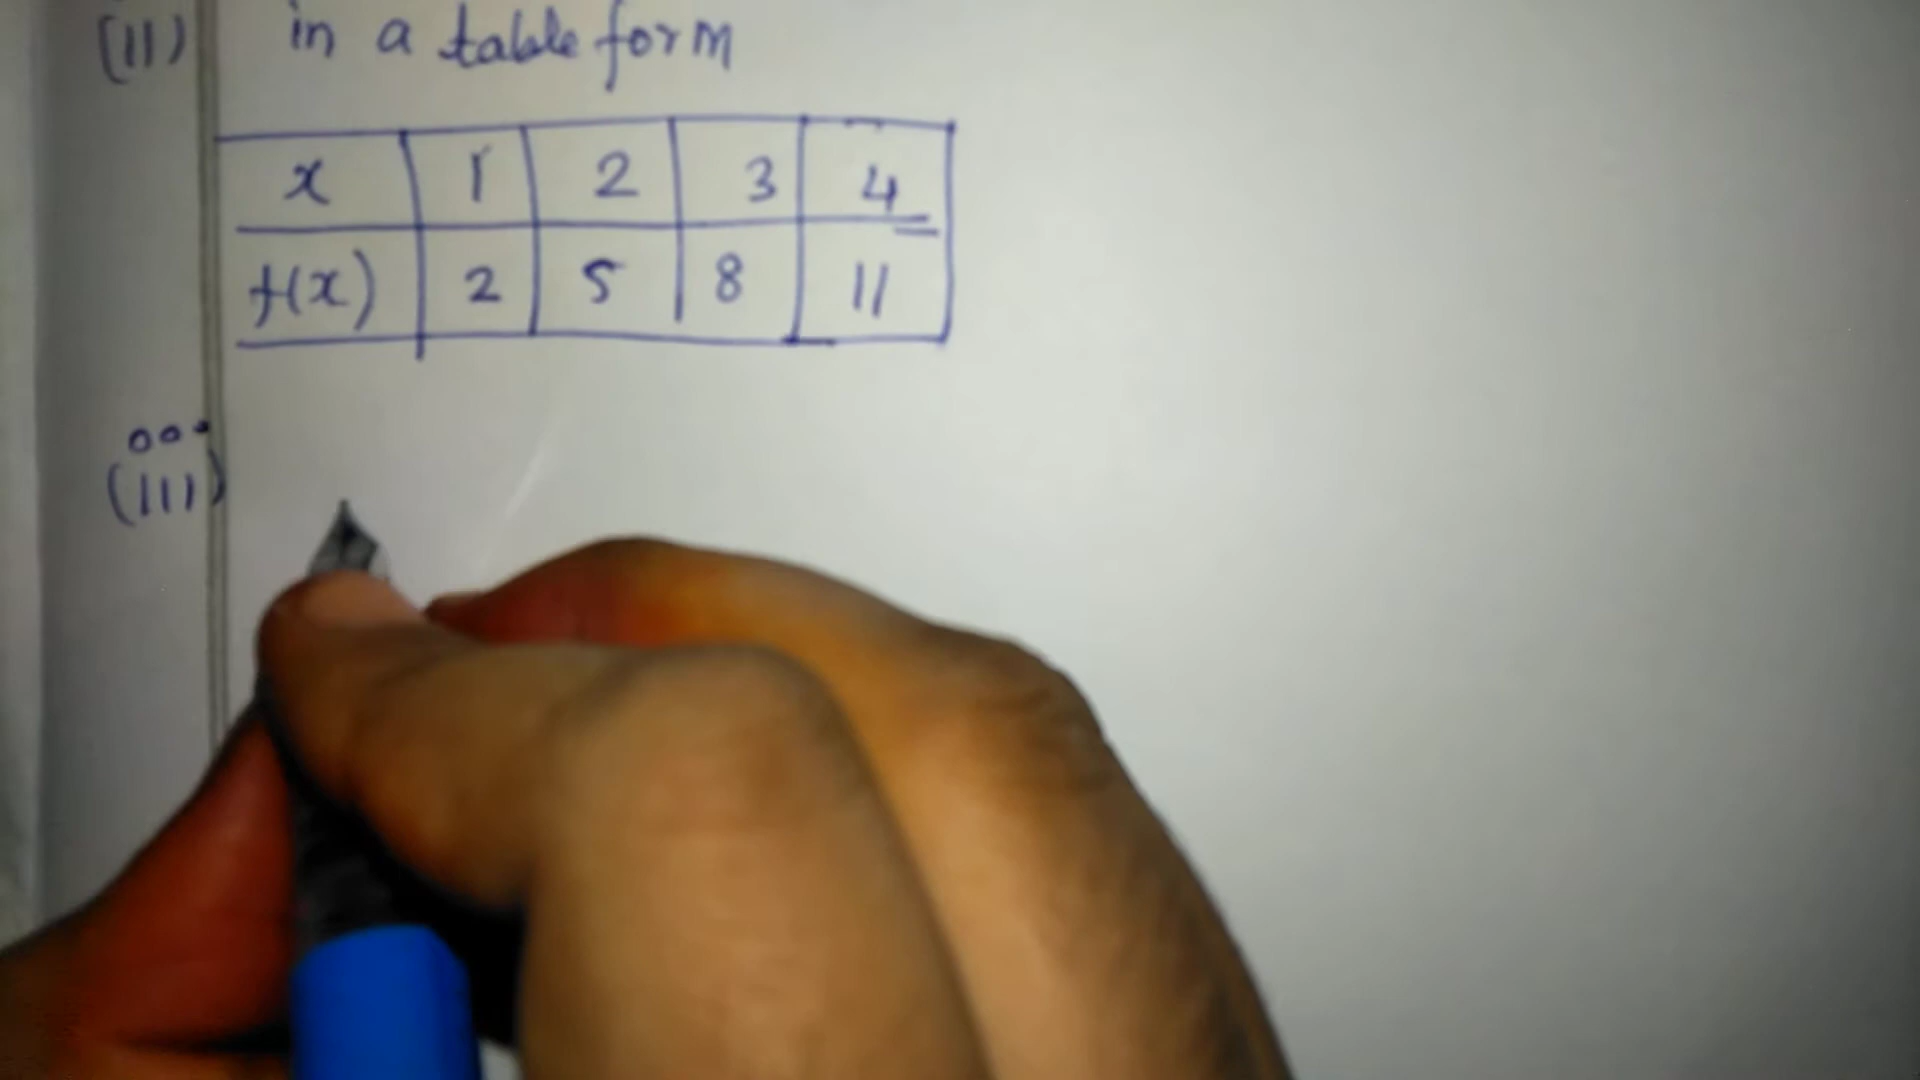 (ii) in a table form
x 1 2 3 4
f(x) 2 5 8 11
(iii)